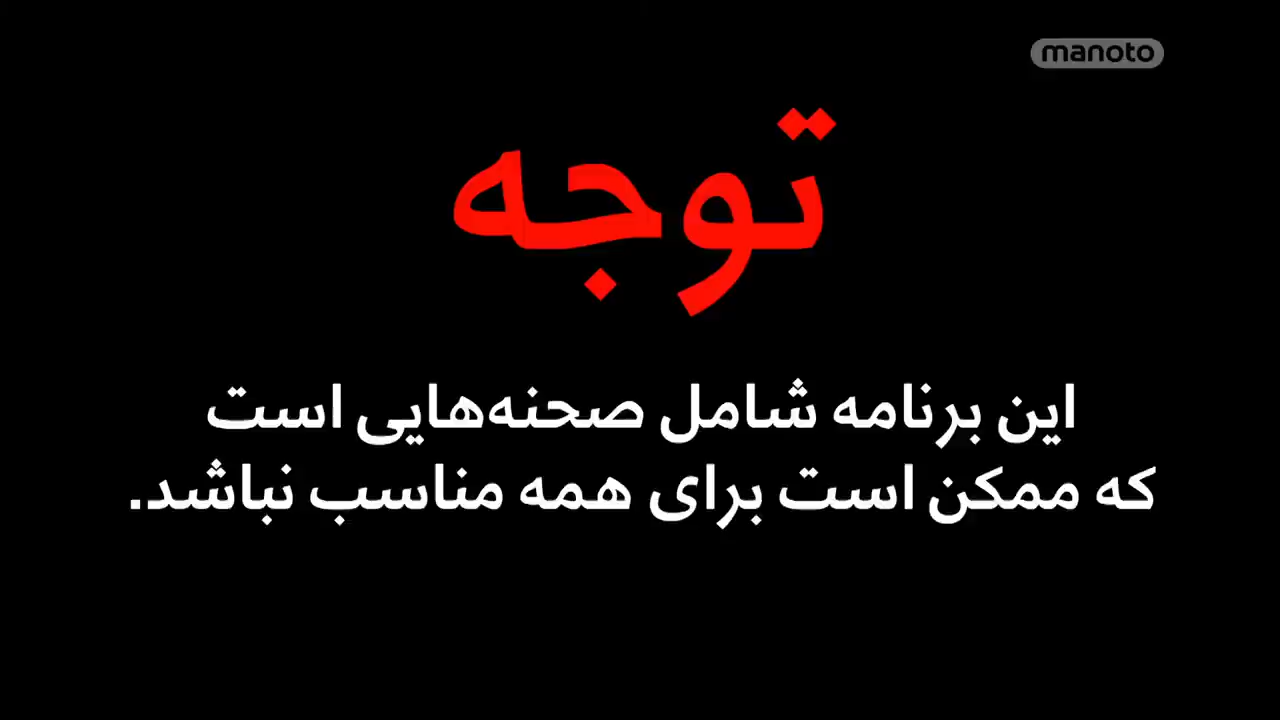 manoto
توجه
این برنامه شامل صحنه‌هایی است
که ممکن است برای همه مناسب نباشد.